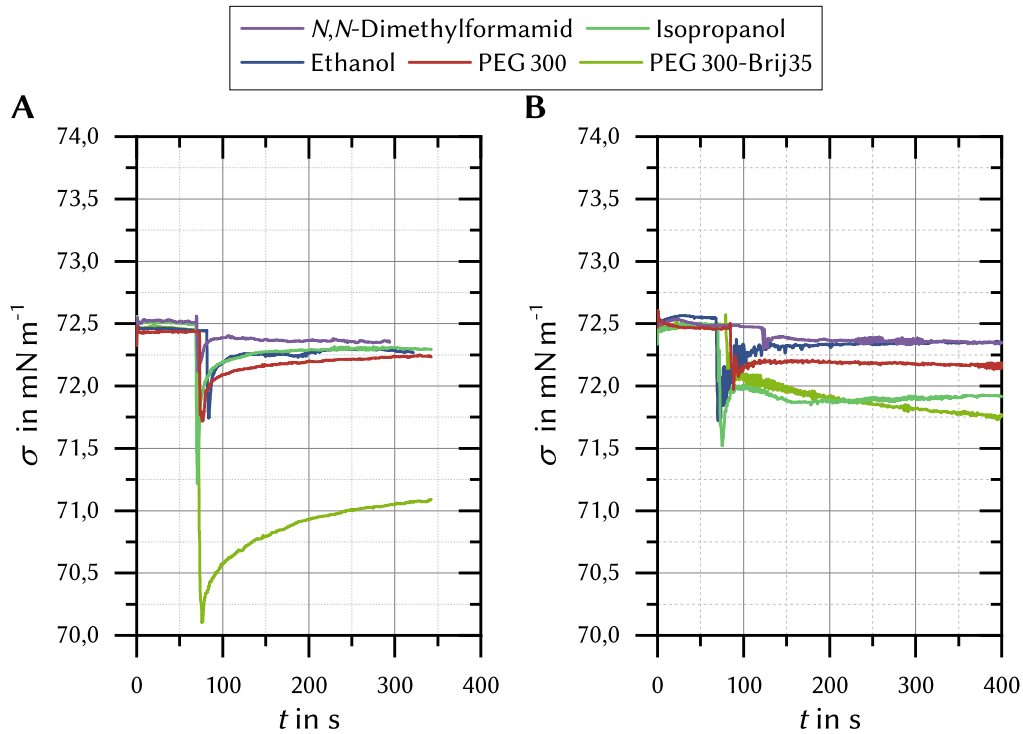 N,N-Dimethylformamid Isopropanol
Ethanol PEG 300 PEG 300-Brij35
A B
74,0 74,0
73,5 73,5
73,0 73,0
72,5 72,5
72,0 72,0
71,5 71,5
71,0 71,0
70,5 70,5
70,0 70,0
σ in mN m⁻¹ σ in mN m⁻¹
0 100 200 300 400 0 100 200 300 400
t in s t in s